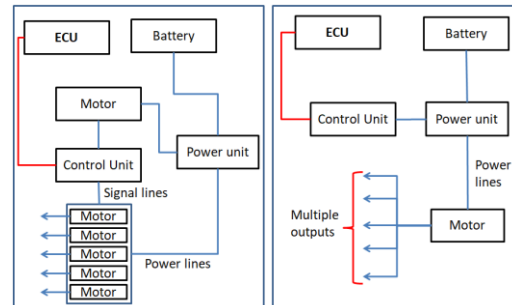 ECU
Battery
Motor
Control Unit
Power unit
Signal lines
Motor
Motor
Motor
Motor
Motor
Power lines
ECU
Battery
Control Unit
Power unit
Power
lines
Multiple
outputs
Motor